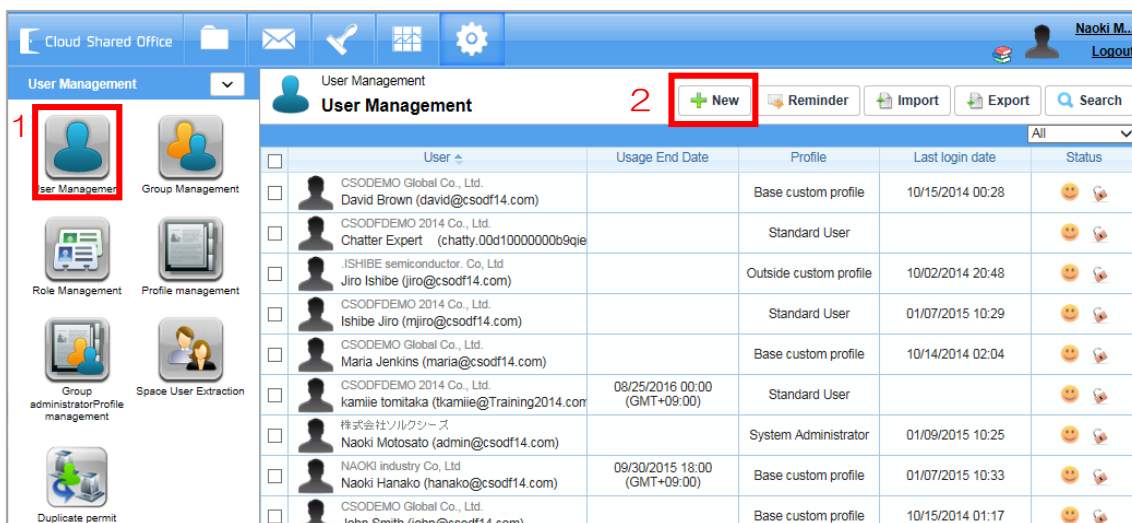 Cloud Shared Office
Naoki M...
Logout
User Management
1
User Management
Group Management
Role Management
Profile management
Group
administratorProfile
management
Space User Extraction
Duplicate permit
User Management
User Management
2
New
Reminder
Import
Export
Search
All
User Usage End Date Profile Last login date Status
CSODEMO Global Co., Ltd.
David Brown (david@csodf14.com) Base custom profile 10/15/2014 00:28
CSODFDEMO 2014 Co., Ltd.
Chatter Expert (chatty.00d10000000b9qie Standard User
.ISHIBE semiconductor. Co, Ltd
Jiro Ishibe (jiro@csodf14.com) Outside custom profile 10/02/2014 20:48
CSODFDEMO 2014 Co., Ltd.
Ishibe Jiro (mjiro@csodf14.com) Standard User 01/07/2015 10:29
CSODEMO Global Co., Ltd.
Maria Jenkins (maria@csodf14.com) Base custom profile 10/14/2014 02:04
CSODFDEMO 2014 Co., Ltd.
kamiie tomitaka (tkamiie@Training2014.com 08/25/2016 00:00 (GMT+09:00) Standard User
株式会社ソルクシーズ
Naoki Motosato (admin@csodf14.com) System Administrator 01/09/2015 10:25
NAOKI industry Co, Ltd
Naoki Hanako (hanako@csodf14.com) 09/30/2015 18:00 (GMT+09:00) Base custom profile 01/07/2015 10:33
CSODEMO Global Co., Ltd.
John Smith (john@csodf14.com) Base custom profile 10/15/2014 01:17